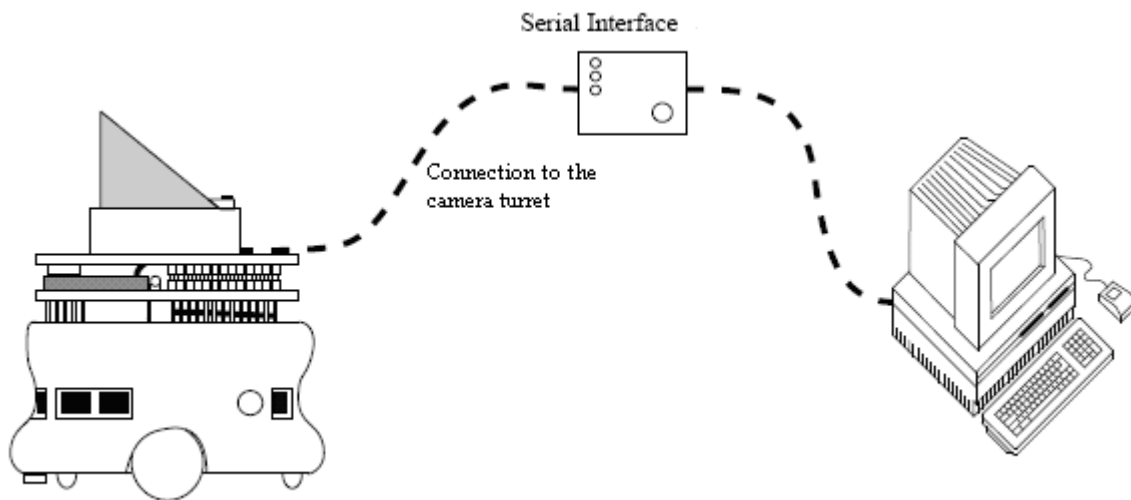 Serial Interface
Connection to the
camera turret